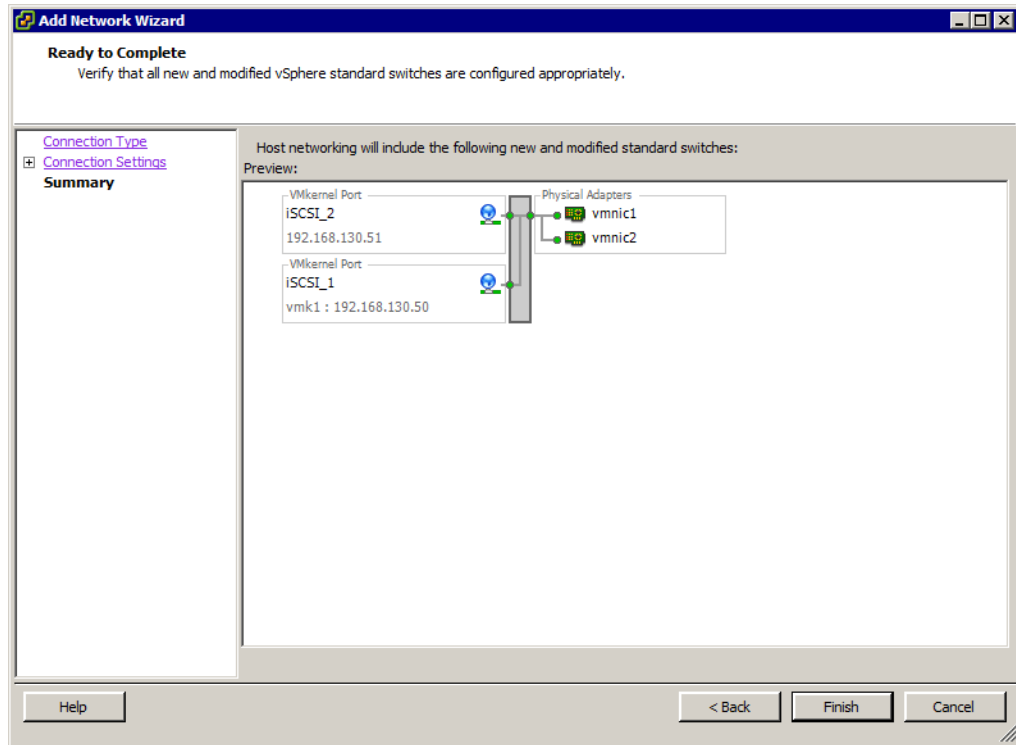 Add Network Wizard
Ready to Complete
Verify that all new and modified vSphere standard switches are configured appropriately.
Connection Type
Connection Settings
Summary
Host networking will include the following new and modified standard switches:
Preview:
VMkernel Port
iSCSI_2
192.168.130.51
VMkernel Port
iSCSI_1
vmk1 : 192.168.130.50
Physical Adapters
vmnic1
vmnic2
Help
< Back
Finish
Cancel